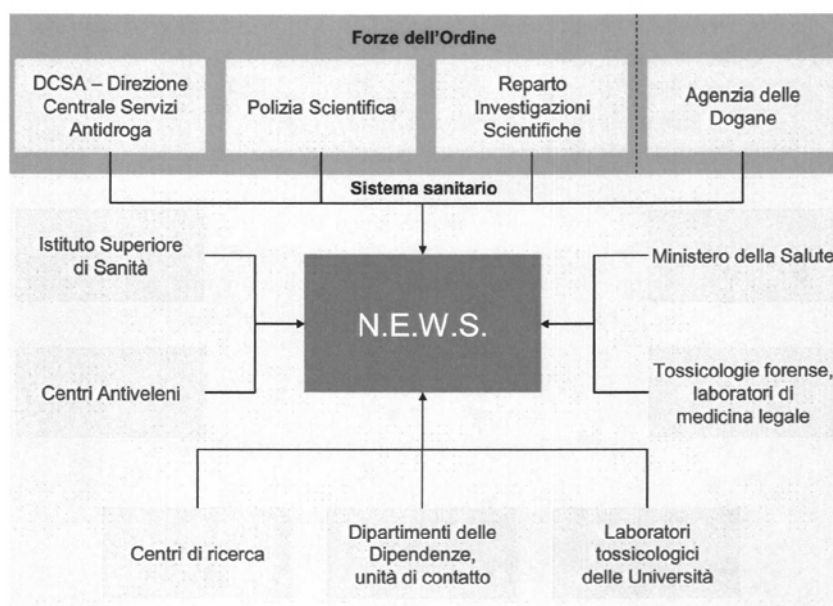 Forze dell'Ordine
DCSA – Direzione
Centrale Servizi
Antidroga
Polizia Scientifica
Reparto
Investigazioni
Scientifiche
Agenzia delle
Dogane
Sistema sanitario
Istituto Superiore
di Sanità
Ministero della Salute
N.E.W.S.
Centri Antiveleni
Tossicologie forense,
laboratori di
medicina legale
Centri di ricerca
Dipartimenti delle
Dipendenze,
unità di contatto
Laboratori
tossicologici
delle Università